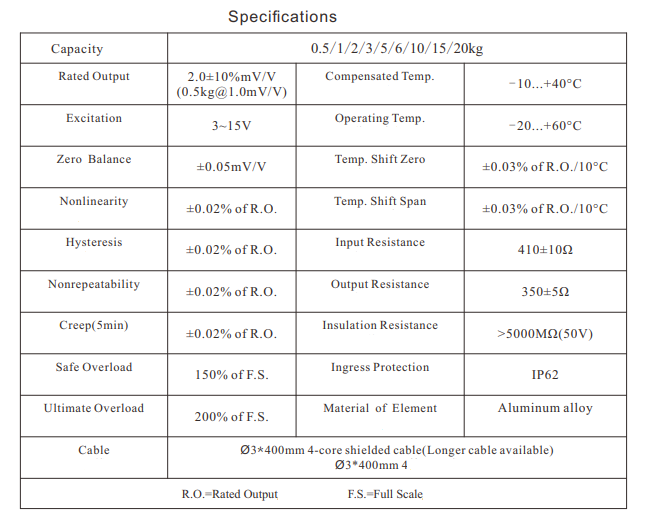 Specifications
Capacity 0.5/1/2/3/5/6/10/15/20kg
Rated Output 2.0±10%mV/V Compensated Temp. −10...+40°C
(0.5kg@1.0mV/V)
Excitation 3~15V Operating Temp. −20...+60°C
Zero Balance ±0.05mV/V Temp. Shift Zero ±0.03% of R.O./10°C
Nonlinearity ±0.02% of R.O. Temp. Shift Span ±0.03% of R.O./10°C
Hysteresis ±0.02% of R.O. Input Resistance 410±10Ω
Nonrepeatability ±0.02% of R.O. Output Resistance 350±5Ω
Creep(5min) ±0.02% of R.O. Insulation Resistance >5000MΩ(50V)
Safe Overload 150% of F.S. Ingress Protection IP62
Ultimate Overload 200% of F.S. Material of Element Aluminum alloy
Cable Ø3*400mm 4-core shielded cable(Longer cable available)
Ø3*400mm 4
R.O.=Rated Output F.S.=Full Scale